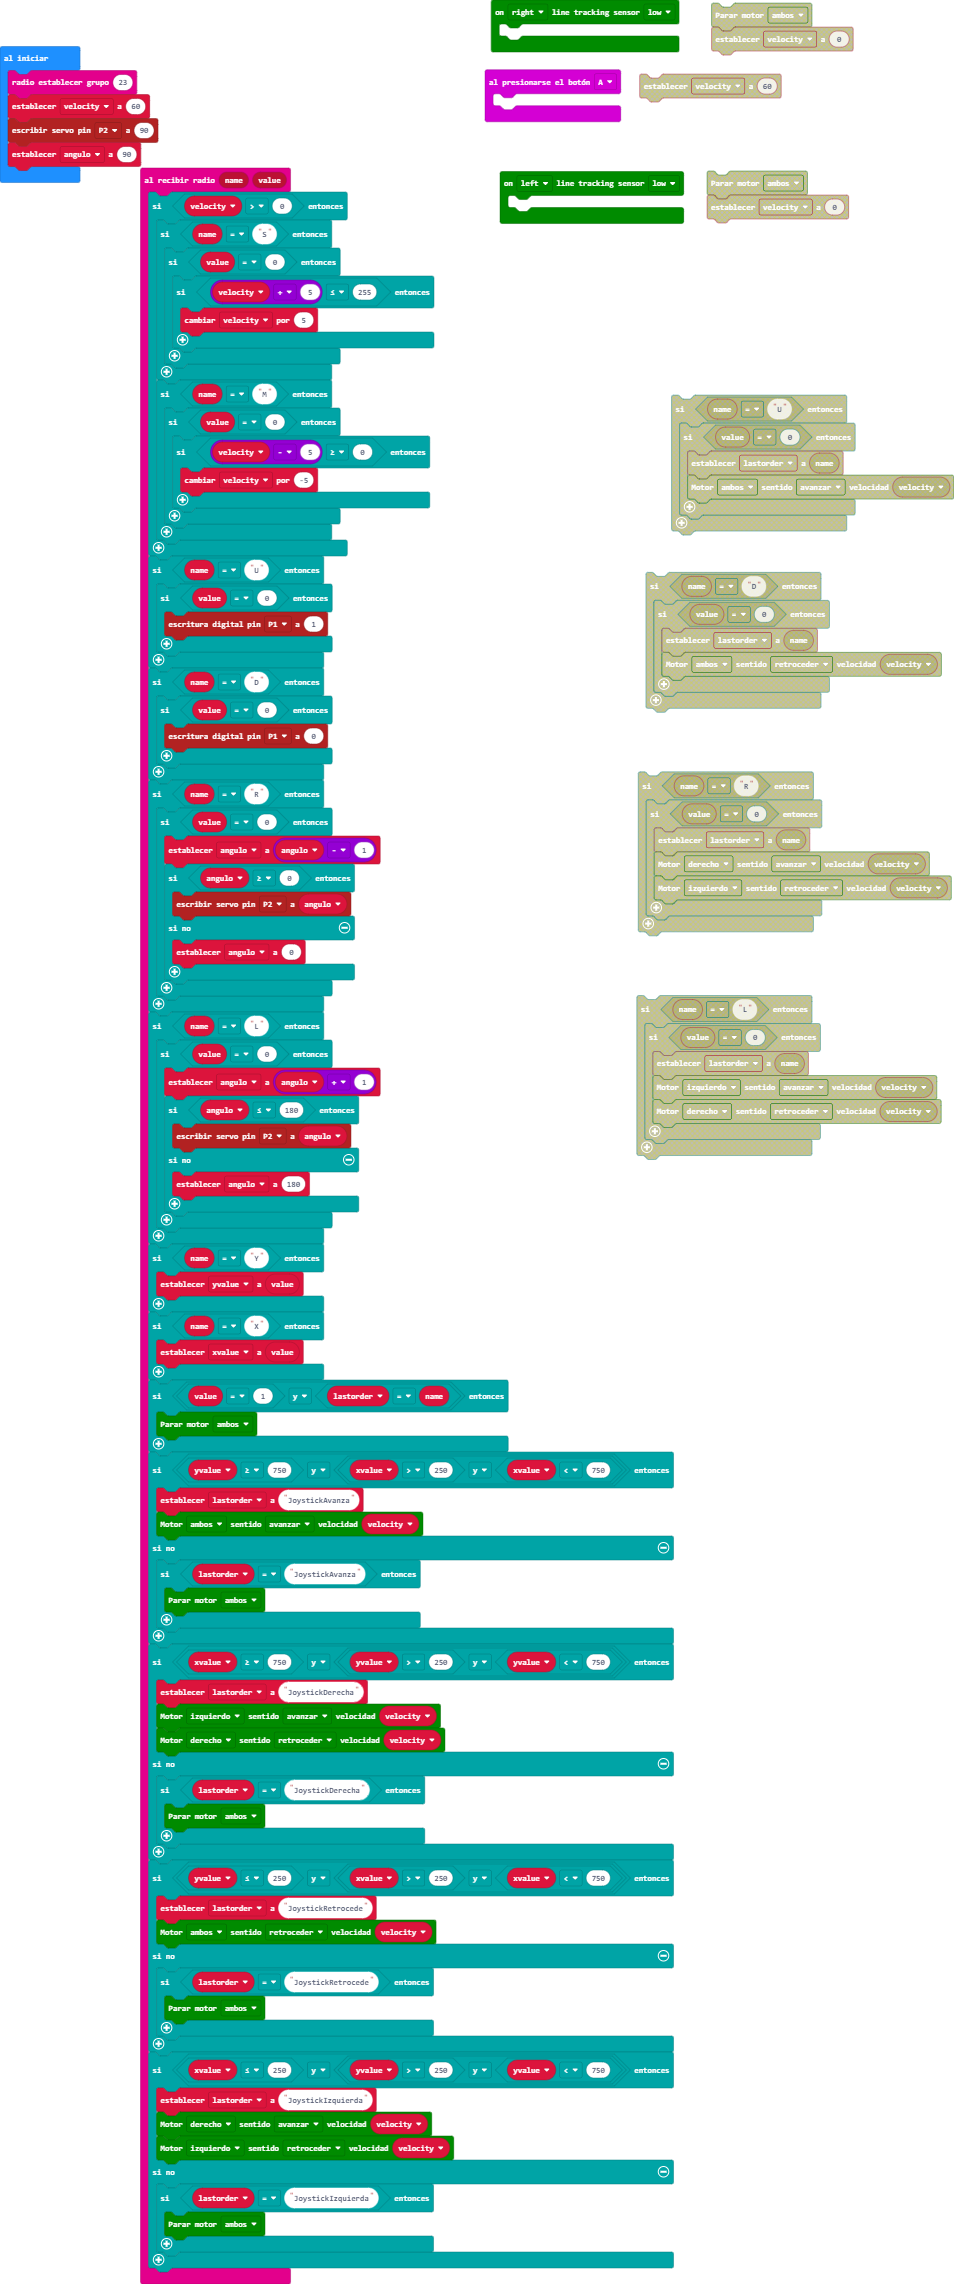 al iniciar
radio establecer grupo 23
establecer velocity a 60
escribir servo pin P2 a 90
establecer angulo a 90
on right line tracking sensor low
Parar motor ambos
establecer velocity a 0
al presionarse el botón A
establecer velocity a 60
on left line tracking sensor low
Parar motor ambos
establecer velocity a 0
al recibir radio name value
si velocity > 0 entonces
si name = "S" entonces
si value = 0 entonces
si velocity + 5 ≤ 255 entonces
cambiar velocity por 5
si name = "M" entonces
si value = 0 entonces
si velocity - 5 ≥ 0 entonces
cambiar velocity por -5
si name = "U" entonces
si value = 0 entonces
escritura digital pin P1 a 1
si name = "D" entonces
si value = 0 entonces
escritura digital pin P1 a 0
si name = "R" entonces
si value = 0 entonces
establecer angulo a angulo - 1
si angulo ≥ 0 entonces
escribir servo pin P2 a angulo
si no
establecer angulo a 0
si name = "L" entonces
si value = 0 entonces
establecer angulo a angulo + 1
si angulo ≤ 180 entonces
escribir servo pin P2 a angulo
si no
establecer angulo a 180
si name = "Y" entonces
establecer yvalue a value
si name = "X" entonces
establecer xvalue a value
si value = 1 y lastorder = name entonces
Parar motor ambos
si yvalue ≥ 750 y xvalue > 250 y xvalue < 750 entonces
establecer lastorder a "JoystickAvanza"
Motor ambos sentido avanzar velocidad velocity
si no
si lastorder = "JoystickAvanza" entonces
Parar motor ambos
si xvalue ≥ 750 y yvalue > 250 y yvalue < 750 entonces
establecer lastorder a "JoystickDerecha"
Motor izquierdo sentido avanzar velocidad velocity
Motor derecho sentido retroceder velocidad velocity
si no
si lastorder = "JoystickDerecha" entonces
Parar motor ambos
si yvalue ≤ 250 y xvalue > 250 y xvalue < 750 entonces
establecer lastorder a "JoystickRetrocede"
Motor ambos sentido retroceder velocidad velocity
si no
si lastorder = "JoystickRetrocede" entonces
Parar motor ambos
si xvalue ≤ 250 y yvalue > 250 y yvalue < 750 entonces
establecer lastorder a "JoystickIzquierda"
Motor derecho sentido avanzar velocidad velocity
Motor izquierdo sentido retroceder velocidad velocity
si no
si lastorder = "JoystickIzquierda" entonces
Parar motor ambos
si name = "U" entonces
si value = 0 entonces
establecer lastorder a name
Motor ambos sentido avanzar velocidad velocity
si name = "D" entonces
si value = 0 entonces
establecer lastorder a name
Motor ambos sentido retroceder velocidad velocity
si name = "R" entonces
si value = 0 entonces
establecer lastorder a name
Motor derecho sentido avanzar velocidad velocity
Motor izquierdo sentido retroceder velocidad velocity
si name = "L" entonces
si value = 0 entonces
establecer lastorder a name
Motor izquierdo sentido avanzar velocidad velocity
Motor derecho sentido retroceder velocidad velocity